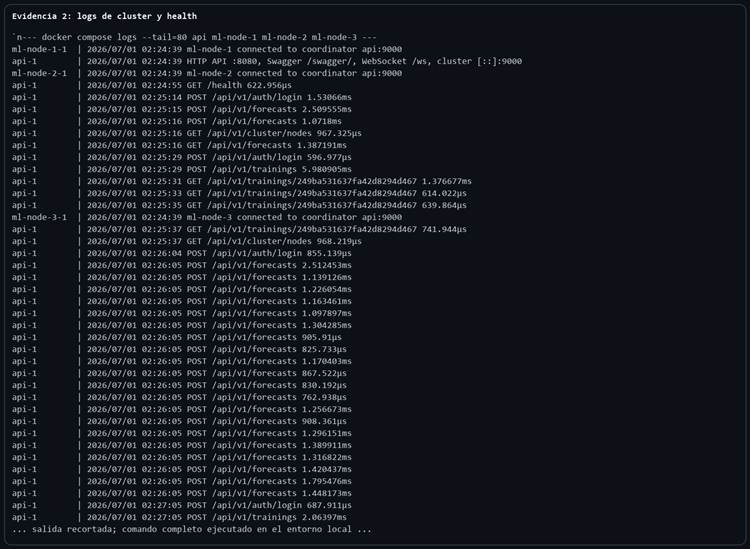 Evidencia 2: logs de cluster y health
`n--- docker compose logs --tail=80 api ml-node-1 ml-node-2 ml-node-3 ---
ml-node-1-1  | 2026/07/01 02:24:39 ml-node-1 connected to coordinator api:9000
api-1        | 2026/07/01 02:24:39 HTTP API :8080, Swagger /swagger/, WebSocket /ws, cluster [::]:9000
ml-node-2-1  | 2026/07/01 02:24:39 ml-node-2 connected to coordinator api:9000
api-1        | 2026/07/01 02:24:55 GET /health 622.956µs
api-1        | 2026/07/01 02:25:14 POST /api/v1/auth/login 1.53066ms
api-1        | 2026/07/01 02:25:15 POST /api/v1/forecasts 2.509555ms
api-1        | 2026/07/01 02:25:16 POST /api/v1/forecasts 1.0718ms
api-1        | 2026/07/01 02:25:16 GET /api/v1/cluster/nodes 967.325µs
api-1        | 2026/07/01 02:25:16 GET /api/v1/forecasts 1.387191ms
api-1        | 2026/07/01 02:25:29 POST /api/v1/auth/login 596.977µs
api-1        | 2026/07/01 02:25:29 POST /api/v1/trainings 5.980905ms
api-1        | 2026/07/01 02:25:31 GET /api/v1/trainings/249ba531637fa42d8294d467 1.376677ms
api-1        | 2026/07/01 02:25:33 GET /api/v1/trainings/249ba531637fa42d8294d467 614.022µs
api-1        | 2026/07/01 02:25:35 GET /api/v1/trainings/249ba531637fa42d8294d467 639.864µs
ml-node-3-1  | 2026/07/01 02:24:39 ml-node-3 connected to coordinator api:9000
api-1        | 2026/07/01 02:25:37 GET /api/v1/trainings/249ba531637fa42d8294d467 741.944µs
api-1        | 2026/07/01 02:25:37 GET /api/v1/cluster/nodes 968.219µs
api-1        | 2026/07/01 02:26:04 POST /api/v1/auth/login 855.139µs
api-1        | 2026/07/01 02:26:05 POST /api/v1/forecasts 2.512453ms
api-1        | 2026/07/01 02:26:05 POST /api/v1/forecasts 1.139126ms
api-1        | 2026/07/01 02:26:05 POST /api/v1/forecasts 1.226054ms
api-1        | 2026/07/01 02:26:05 POST /api/v1/forecasts 1.163461ms
api-1        | 2026/07/01 02:26:05 POST /api/v1/forecasts 1.097897ms
api-1        | 2026/07/01 02:26:05 POST /api/v1/forecasts 1.304285ms
api-1        | 2026/07/01 02:26:05 POST /api/v1/forecasts 905.91µs
api-1        | 2026/07/01 02:26:05 POST /api/v1/forecasts 825.733µs
api-1        | 2026/07/01 02:26:05 POST /api/v1/forecasts 1.170403ms
api-1        | 2026/07/01 02:26:05 POST /api/v1/forecasts 867.522µs
api-1        | 2026/07/01 02:26:05 POST /api/v1/forecasts 830.192µs
api-1        | 2026/07/01 02:26:05 POST /api/v1/forecasts 762.938µs
api-1        | 2026/07/01 02:26:05 POST /api/v1/forecasts 1.256673ms
api-1        | 2026/07/01 02:26:05 POST /api/v1/forecasts 908.361µs
api-1        | 2026/07/01 02:26:05 POST /api/v1/forecasts 1.296151ms
api-1        | 2026/07/01 02:26:05 POST /api/v1/forecasts 1.389911ms
api-1        | 2026/07/01 02:26:05 POST /api/v1/forecasts 1.316822ms
api-1        | 2026/07/01 02:26:05 POST /api/v1/forecasts 1.420437ms
api-1        | 2026/07/01 02:26:05 POST /api/v1/forecasts 1.795476ms
api-1        | 2026/07/01 02:26:05 POST /api/v1/forecasts 1.448173ms
api-1        | 2026/07/01 02:27:05 POST /api/v1/auth/login 687.911µs
api-1        | 2026/07/01 02:27:05 POST /api/v1/trainings 2.06397ms
... salida recortada; comando completo ejecutado en el entorno local ...